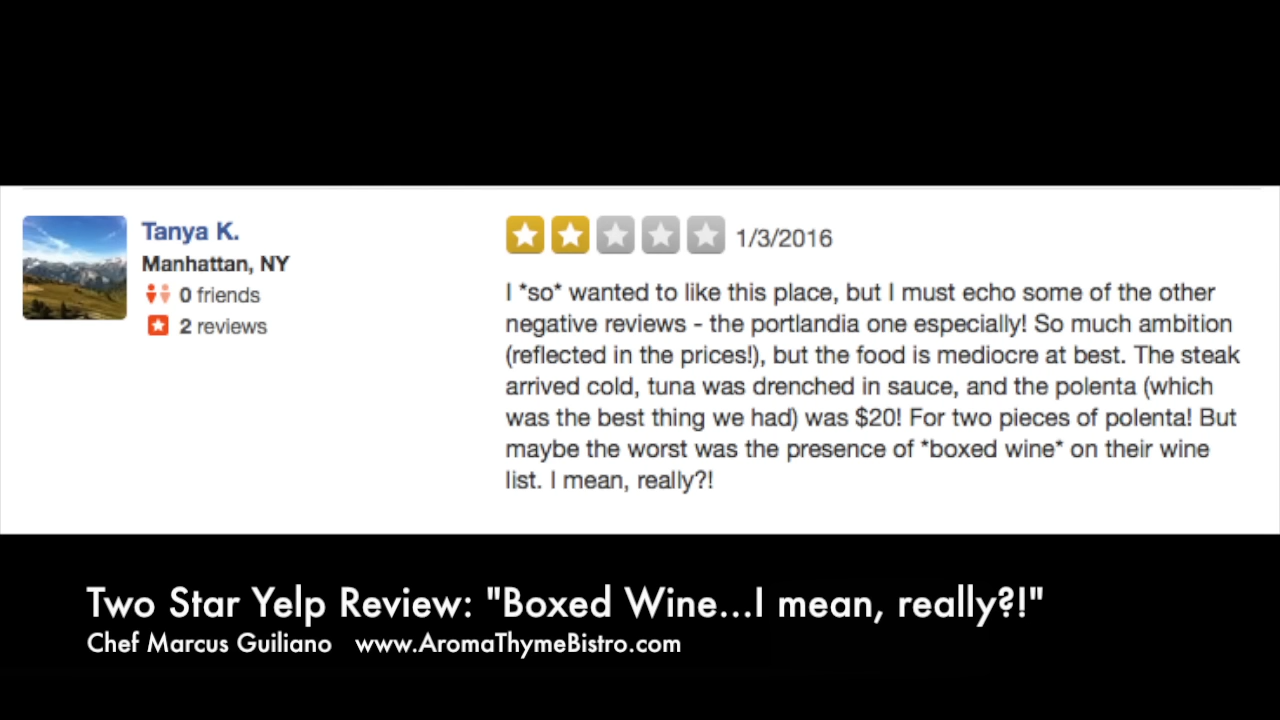 Tanya K.
Manhattan, NY
0 friends
2 reviews
1/3/2016
I *so* wanted to like this place, but I must echo some of the other
negative reviews - the portlandia one especially! So much ambition
(reflected in the prices!), but the food is mediocre at best. The steak
arrived cold, tuna was drenched in sauce, and the polenta (which
was the best thing we had) was $20! For two pieces of polenta! But
maybe the worst was the presence of *boxed wine* on their wine
list. I mean, really?!
Two Star Yelp Review: "Boxed Wine...I mean, really?!"
Chef Marcus Guiliano www.AromaThymeBistro.com